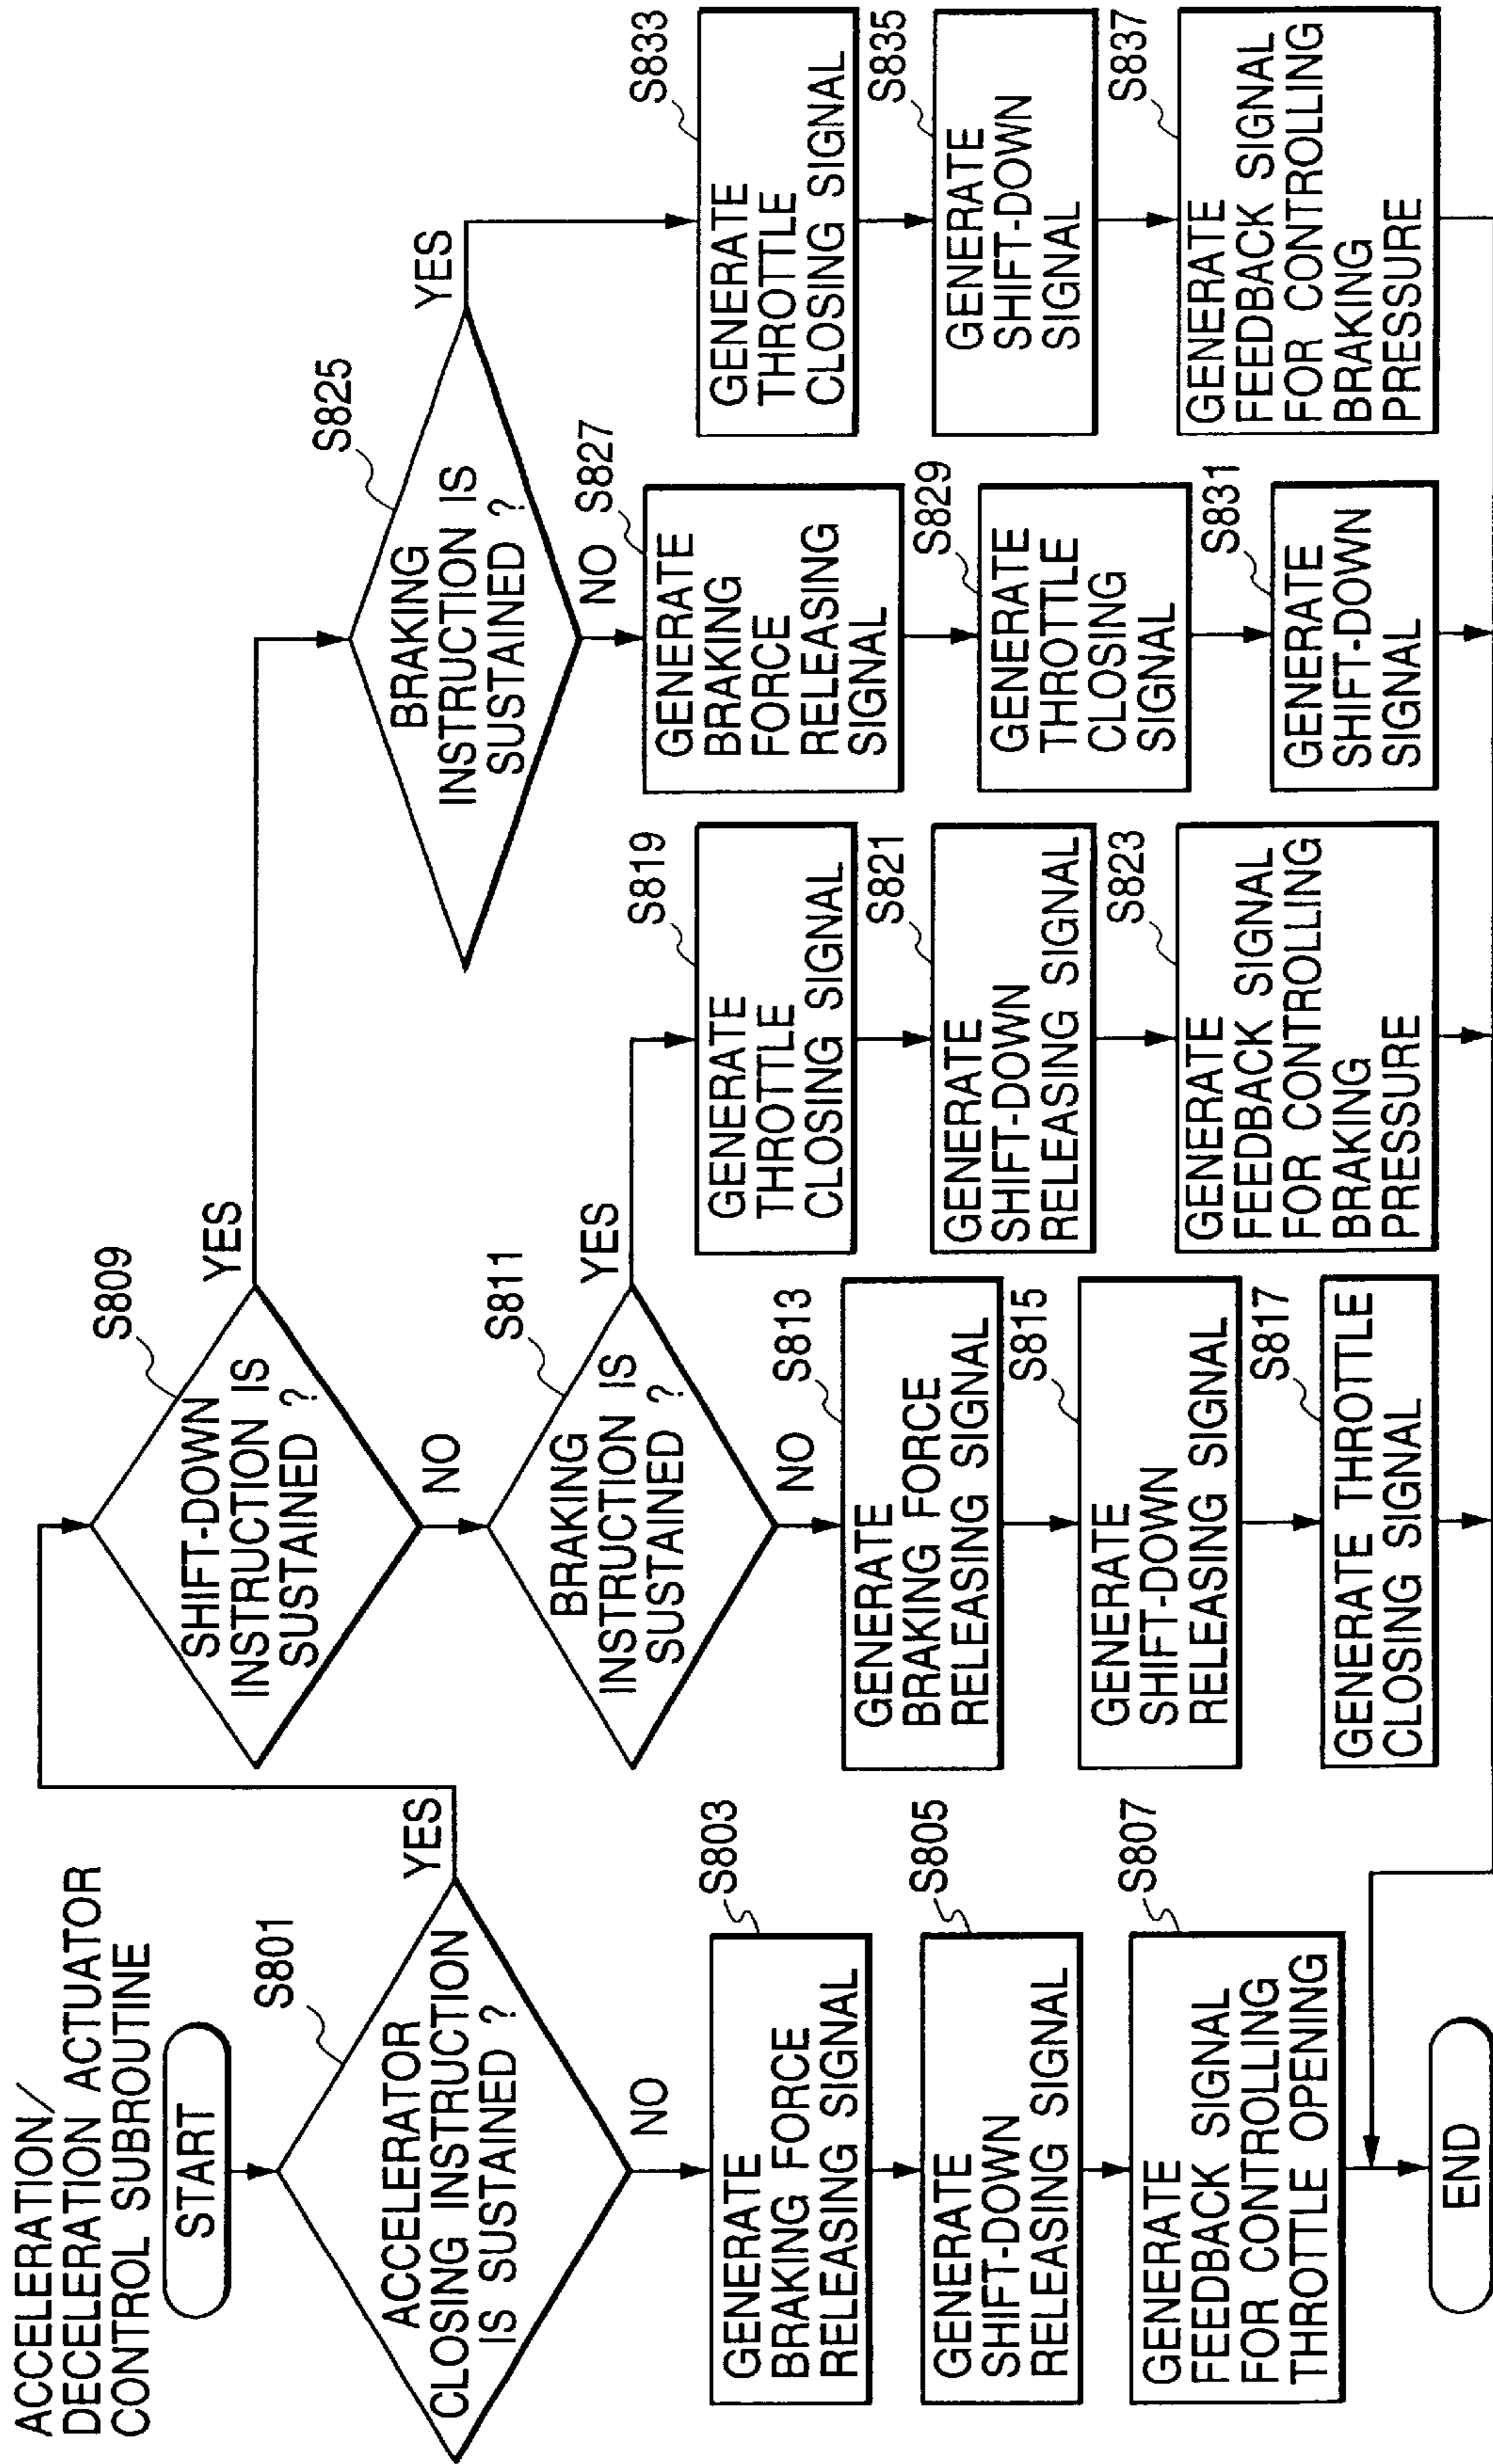 ACCELERATION/
DECELERATION ACTUATOR
CONTROL SUBROUTINE
START
S801
ACCELERATOR
CLOSING INSTRUCTION
IS SUSTAINED ?
YES
NO
S803
GENERATE
BRAKING FORCE
RELEASING SIGNAL
S805
GENERATE
SHIFT-DOWN
RELEASING SIGNAL
S807
GENERATE
FEEDBACK SIGNAL
FOR CONTROLLING
THROTTLE OPENING
END
S809
SHIFT-DOWN
INSTRUCTION IS
SUSTAINED ?
YES
NO
S811
BRAKING
INSTRUCTION IS
SUSTAINED ?
YES
NO
S813
GENERATE
BRAKING FORCE
RELEASING SIGNAL
S815
GENERATE
SHIFT-DOWN
RELEASING SIGNAL
S817
GENERATE THROTTLE
CLOSING SIGNAL
S819
GENERATE
THROTTLE
CLOSING SIGNAL
S821
GENERATE
SHIFT-DOWN
RELEASING SIGNAL
S823
GENERATE
FEEDBACK SIGNAL
FOR CONTROLLING
BRAKING
PRESSURE
S825
BRAKING
INSTRUCTION IS
SUSTAINED ?
YES
NO
S827
GENERATE
BRAKING
FORCE
RELEASING
SIGNAL
S829
GENERATE
THROTTLE
CLOSING
SIGNAL
S831
GENERATE
SHIFT-DOWN
SIGNAL
S833
GENERATE
THROTTLE
CLOSING SIGNAL
S835
GENERATE
SHIFT-DOWN
SIGNAL
S837
GENERATE
FEEDBACK SIGNAL
FOR CONTROLLING
BRAKING
PRESSURE